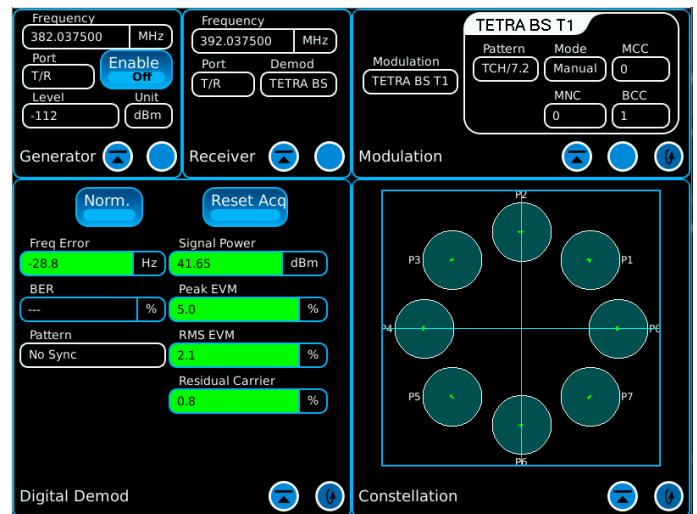 Frequency
382.037500 MHz
Port
T/R
Enable
Off
Level Unit
-112 dBm
Generator
Frequency
392.037500 MHz
Port Demod
T/R TETRA BS
Receiver
Modulation
TETRA BS T1
TETRA BS T1
Pattern Mode MCC
TCH/7.2 Manual 0
MNC BCC
0 1
Modulation
Norm. Reset Acq
Freq Error Signal Power
-28.8 Hz 41.65 dBm
BER Peak EVM
--- % 5.0 %
Pattern RMS EVM
No Sync 2.1 %
Residual Carrier
0.8 %
Digital Demod
P2
P3 P1
P4 P0
P5 P7
P6
Constellation